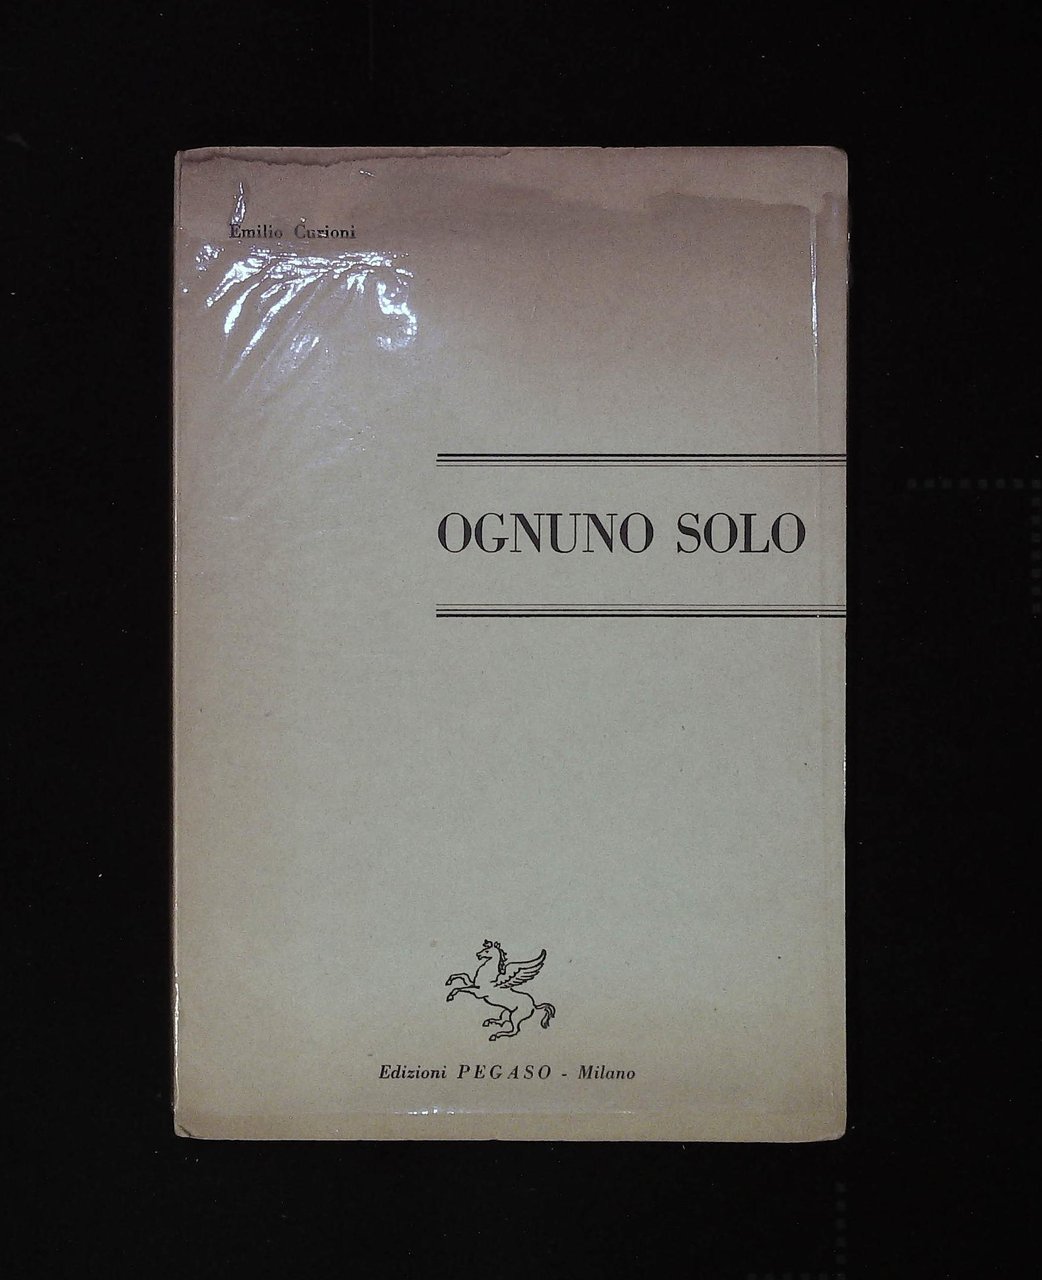 Emilio Curioni
OGNUNO SOLO
Edizioni PEGASO - Milano